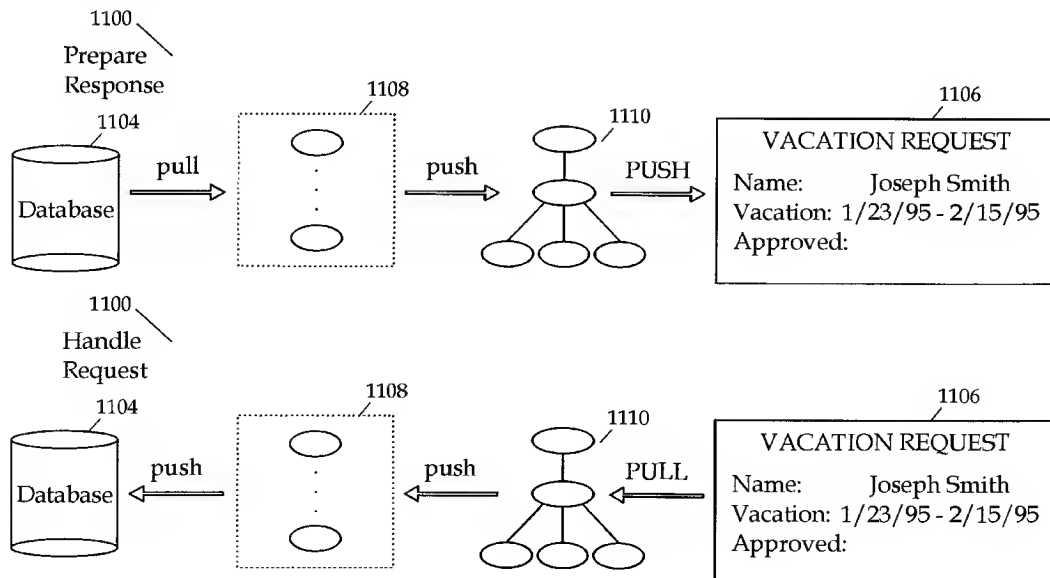 1100
Prepare
Response
1104
Database
pull
1108
push
1110
PUSH
1106
VACATION REQUEST
Name: Joseph Smith
Vacation: 1/23/95 - 2/15/95
Approved:
1100
Handle
Request
1104
Database
push
1108
push
1110
PULL
1106
VACATION REQUEST
Name: Joseph Smith
Vacation: 1/23/95 - 2/15/95
Approved: